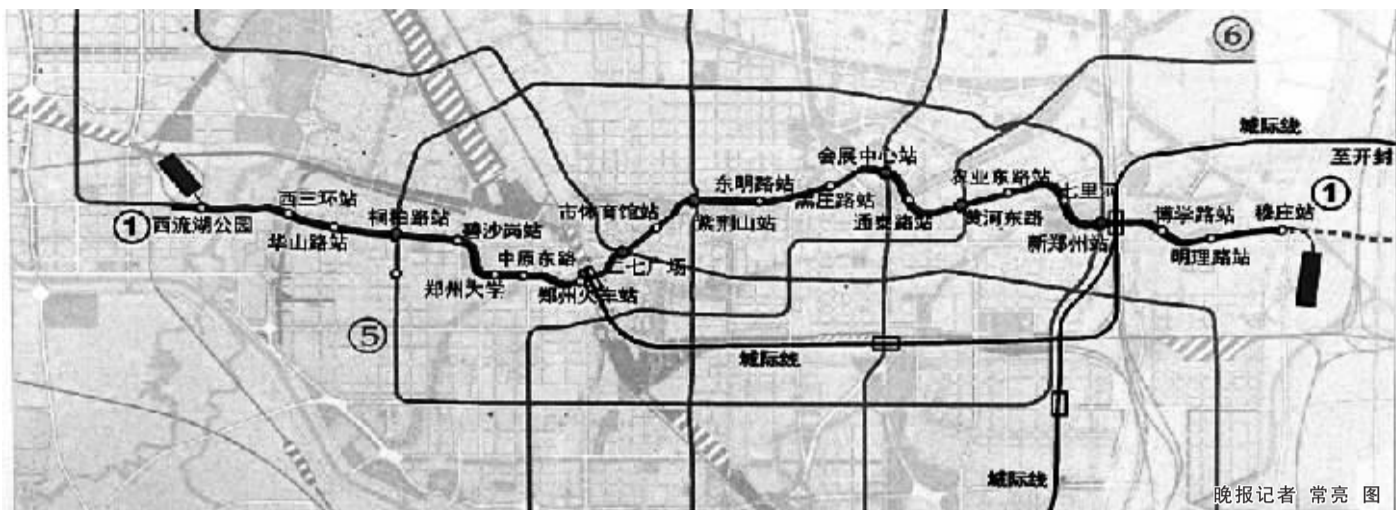 ⑥
城际线
至开封
会展中心站
农业东路站
东明路站
西三环站
桐柏路站
市体育馆站
碧沙岗站
七里
①
博学路站
穆庄站
①
西流湖公园
华山路站
紫荆山站
燕庄路站
通泰路站
黄河东路
新郑州站
明理路站
中原东路
二七广场
郑州大学
郑州火车站
⑤
城际线
城际线
晚报记者 常亮 图